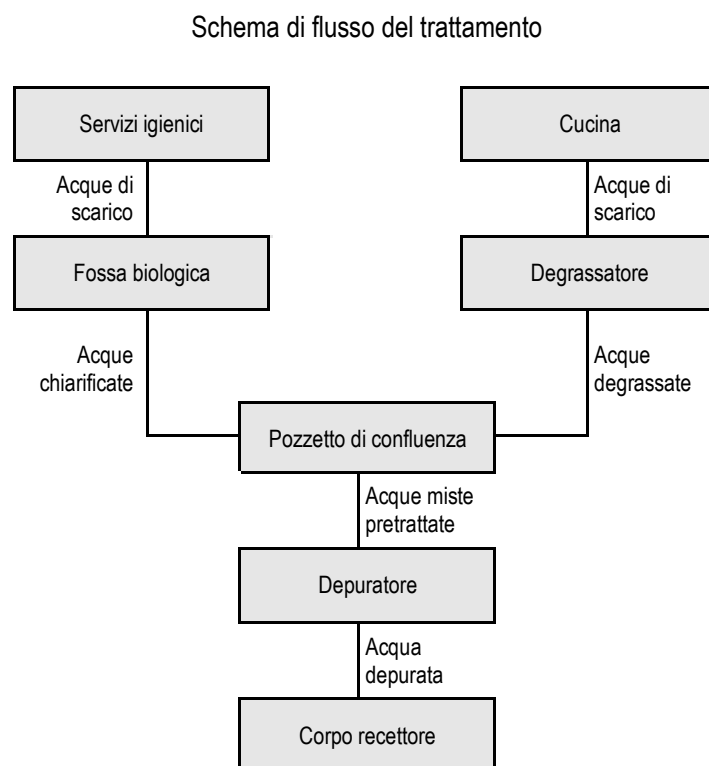 Schema di flusso del trattamento
Servizi igienici
Cucina
Acque di
scarico
Acque di
scarico
Fossa biologica
Degrassatore
Acque
chiarificate
Acque
degrassate
Pozzetto di confluenza
Acque miste
pretrattate
Depuratore
Acqua
depurata
Corpo recettore